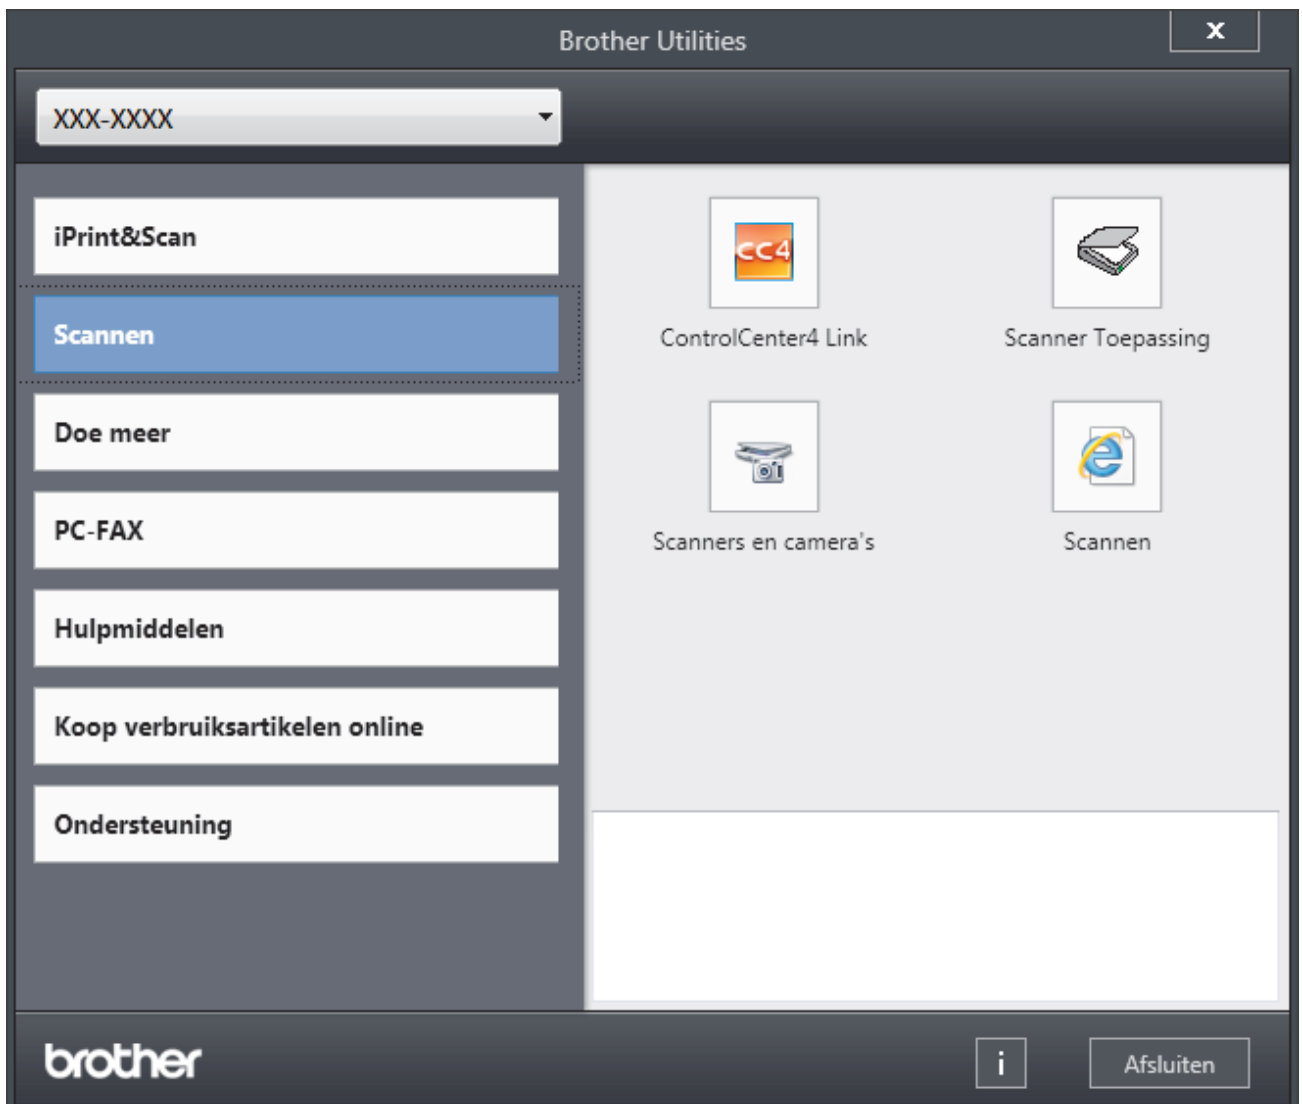 Brother Utilities
x
XXX-XXXX
iPrint&Scan
Scannen
Doe meer
PC-FAX
Hulpmiddelen
Koop verbruiksartikelen online
Ondersteuning
CC4
ControlCenter4 Link
Scanner Toepassing
Scanners en camera's
Scannen
brother
i
Afsluiten